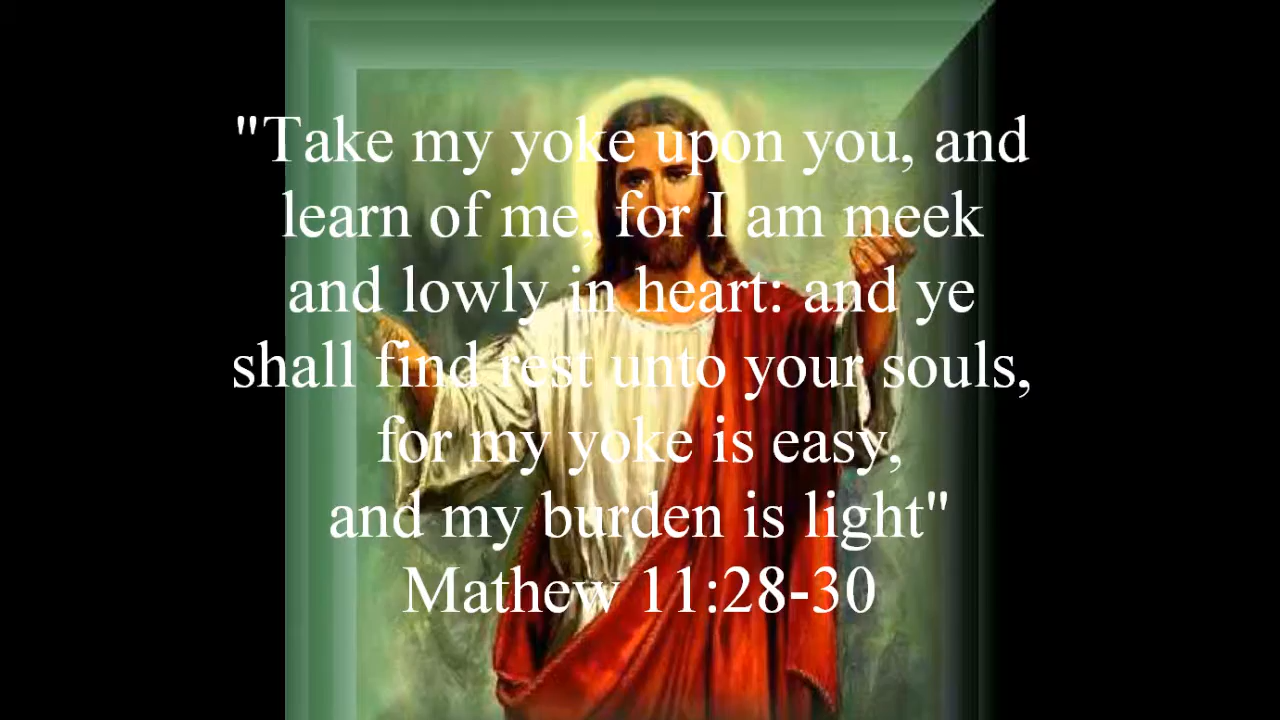 "Take my yoke upon you, and
learn of me, for I am meek
and lowly in heart: and ye
shall find rest unto your souls,
for my yoke is easy,
and my burden is light"
Mathew 11:28-30